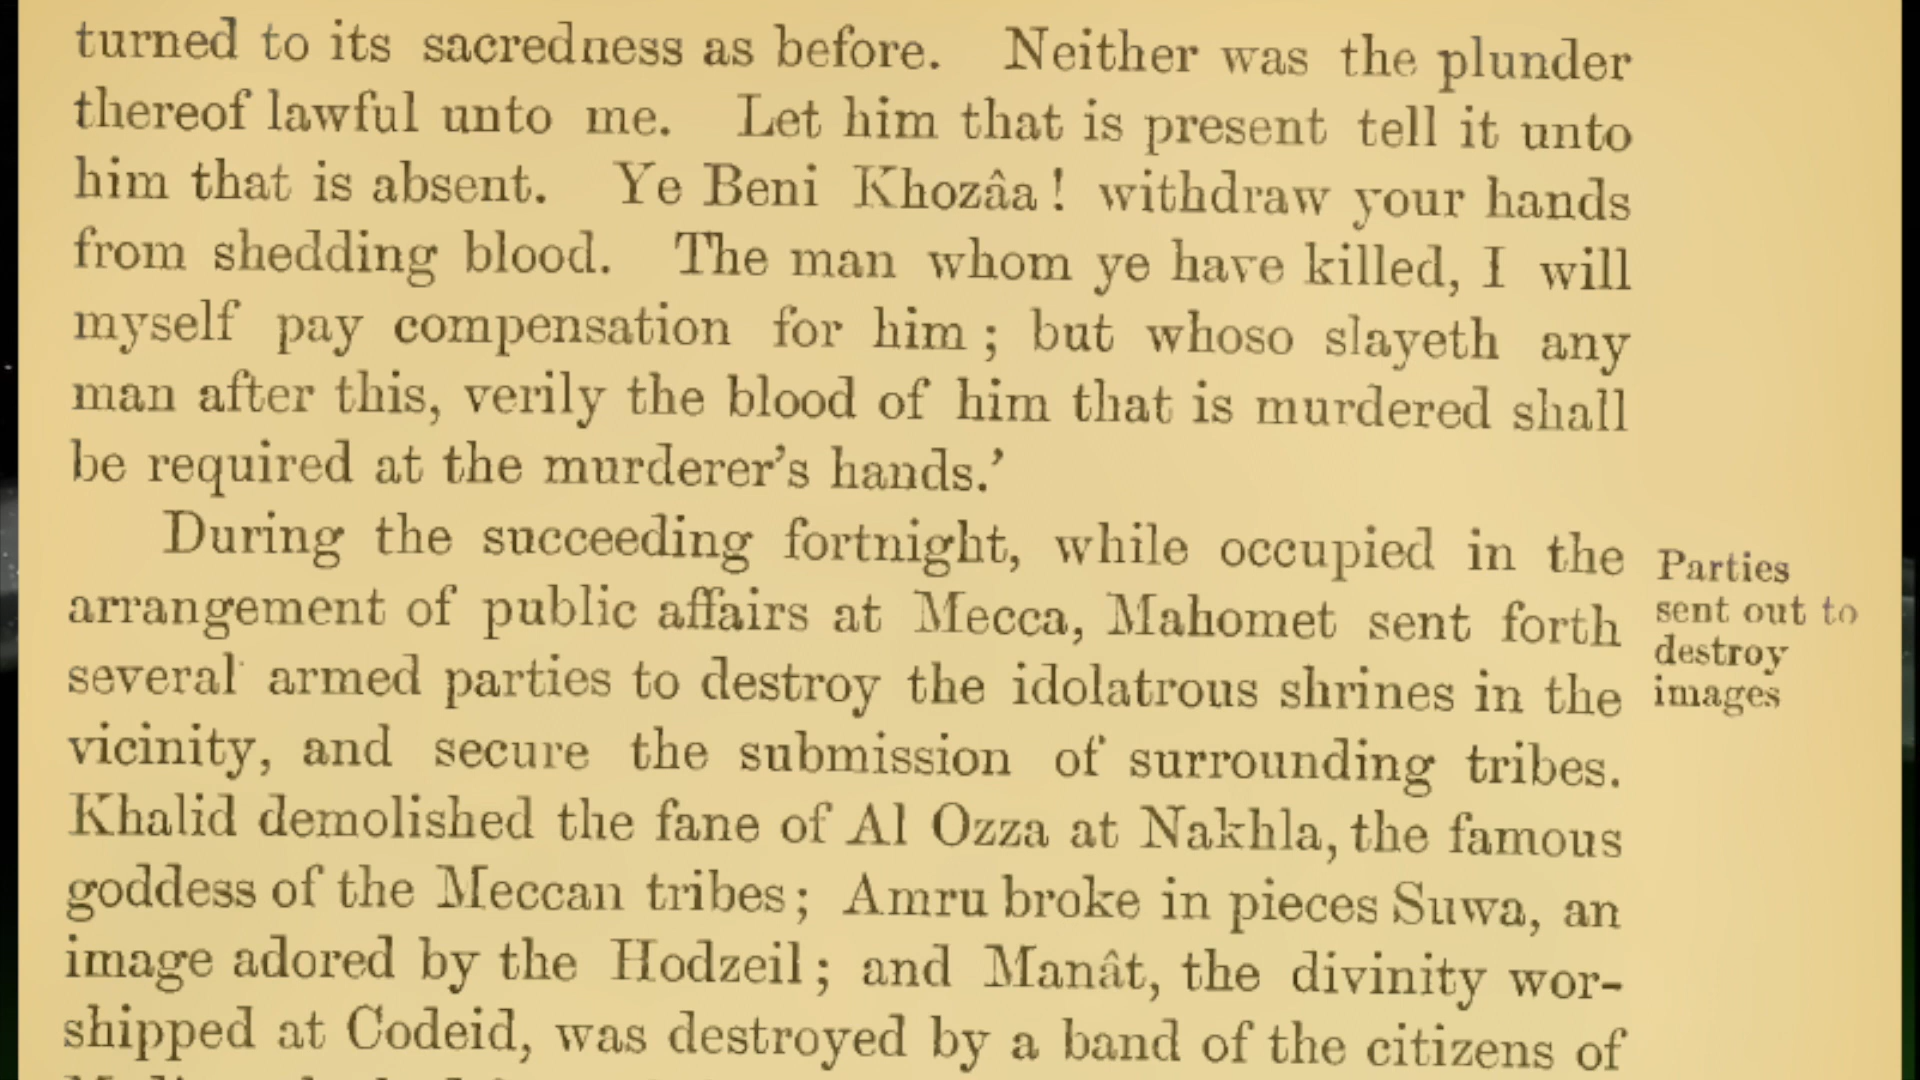 turned to its sacredness as before. Neither was the plunder
thereof lawful unto me. Let him that is present tell it unto
him that is absent. Ye Beni Khozâa! withdraw your hands
from shedding blood. The man whom ye have killed, I will
myself pay compensation for him; but whoso slayeth any
man after this, verily the blood of him that is murdered shall
be required at the murderer's hands.'
During the succeeding fortnight, while occupied in the
arrangement of public affairs at Mecca, Mahomet sent forth
several armed parties to destroy the idolatrous shrines in the
vicinity, and secure the submission of surrounding tribes.
Khalid demolished the fane of Al Ozza at Nakhla, the famous
goddess of the Meccan tribes; Amru broke in pieces Suwa, an
image adored by the Hodzeil; and Manât, the divinity wor-
shipped at Codeid, was destroyed by a band of the citizens of
Parties
sent out to
destroy
images